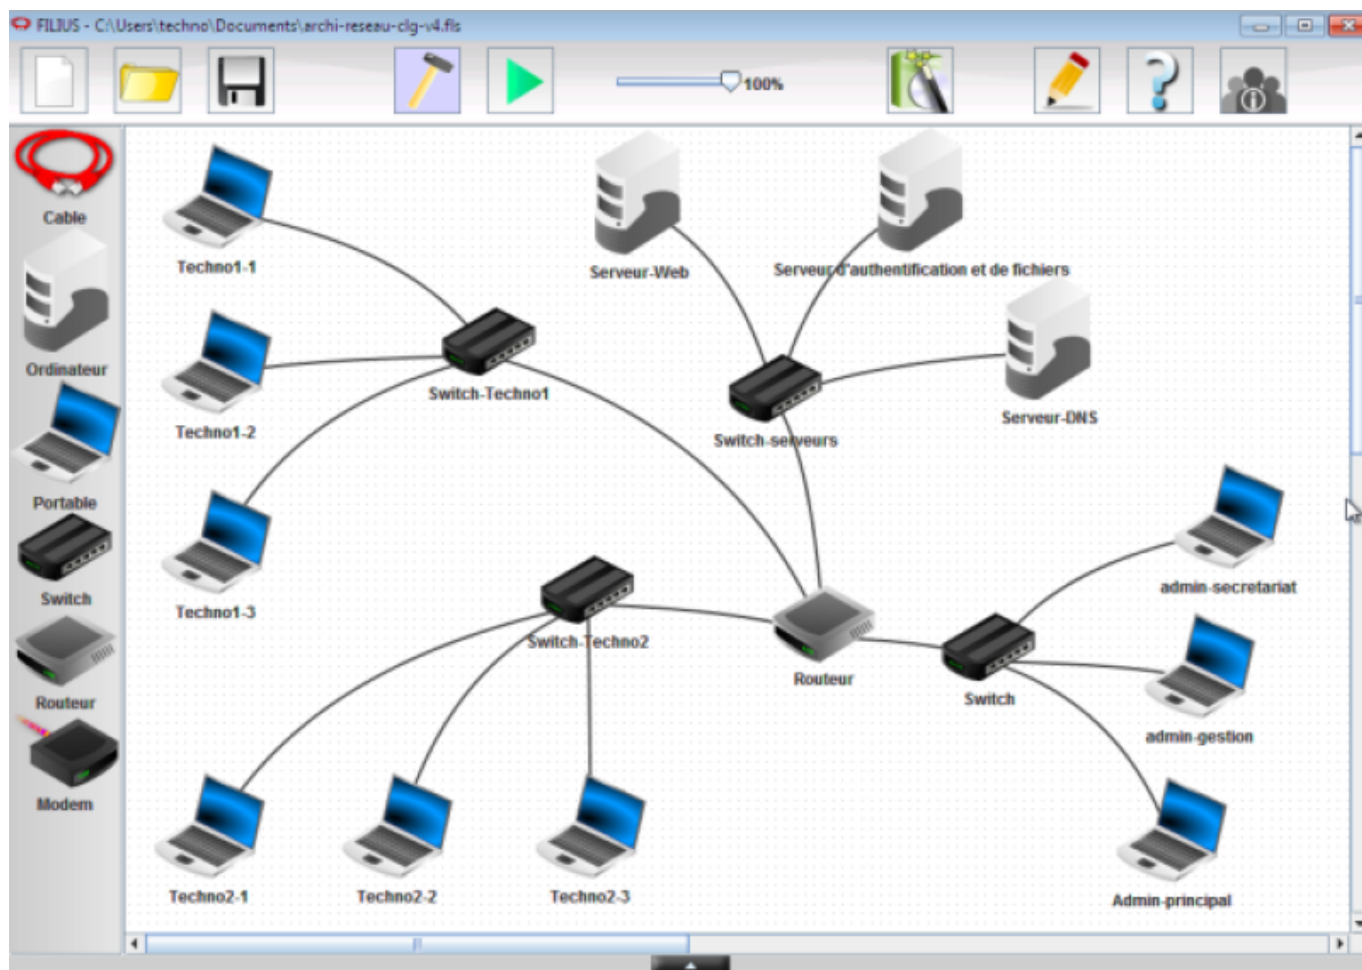 FILIUS - C:\Users\techno\Documents\archi-reseau-clg-v4.fls
100%
Cable
Ordinateur
Portable
Switch
Routeur
Modem
Techno1-1
Serveur-Web
Serveur d'authentification et de fichiers
Techno1-2
Switch-Techno1
Switch-serveurs
Serveur-DNS
Techno1-3
Switch-Techno2
Routeur
Switch
admin-secretariat
admin-gestion
Techno2-1
Techno2-2
Techno2-3
Admin-principal